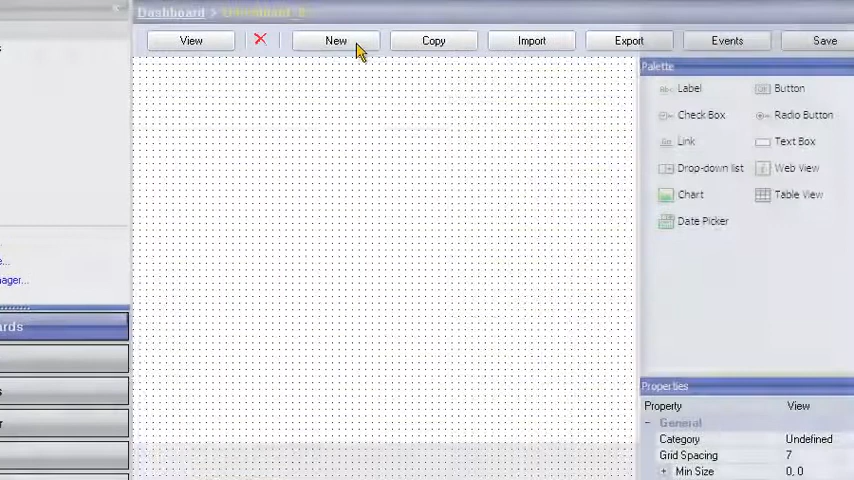 Dashboard >
View
New
Copy
Import
Export
Events
Save
Palette
Label
Button
Check Box
Radio Button
Link
Text Box
Drop-down list
Web View
Chart
Table View
Date Picker
ards
Properties
Property View
General
Category Undefined
Grid Spacing 7
Min Size 0, 0